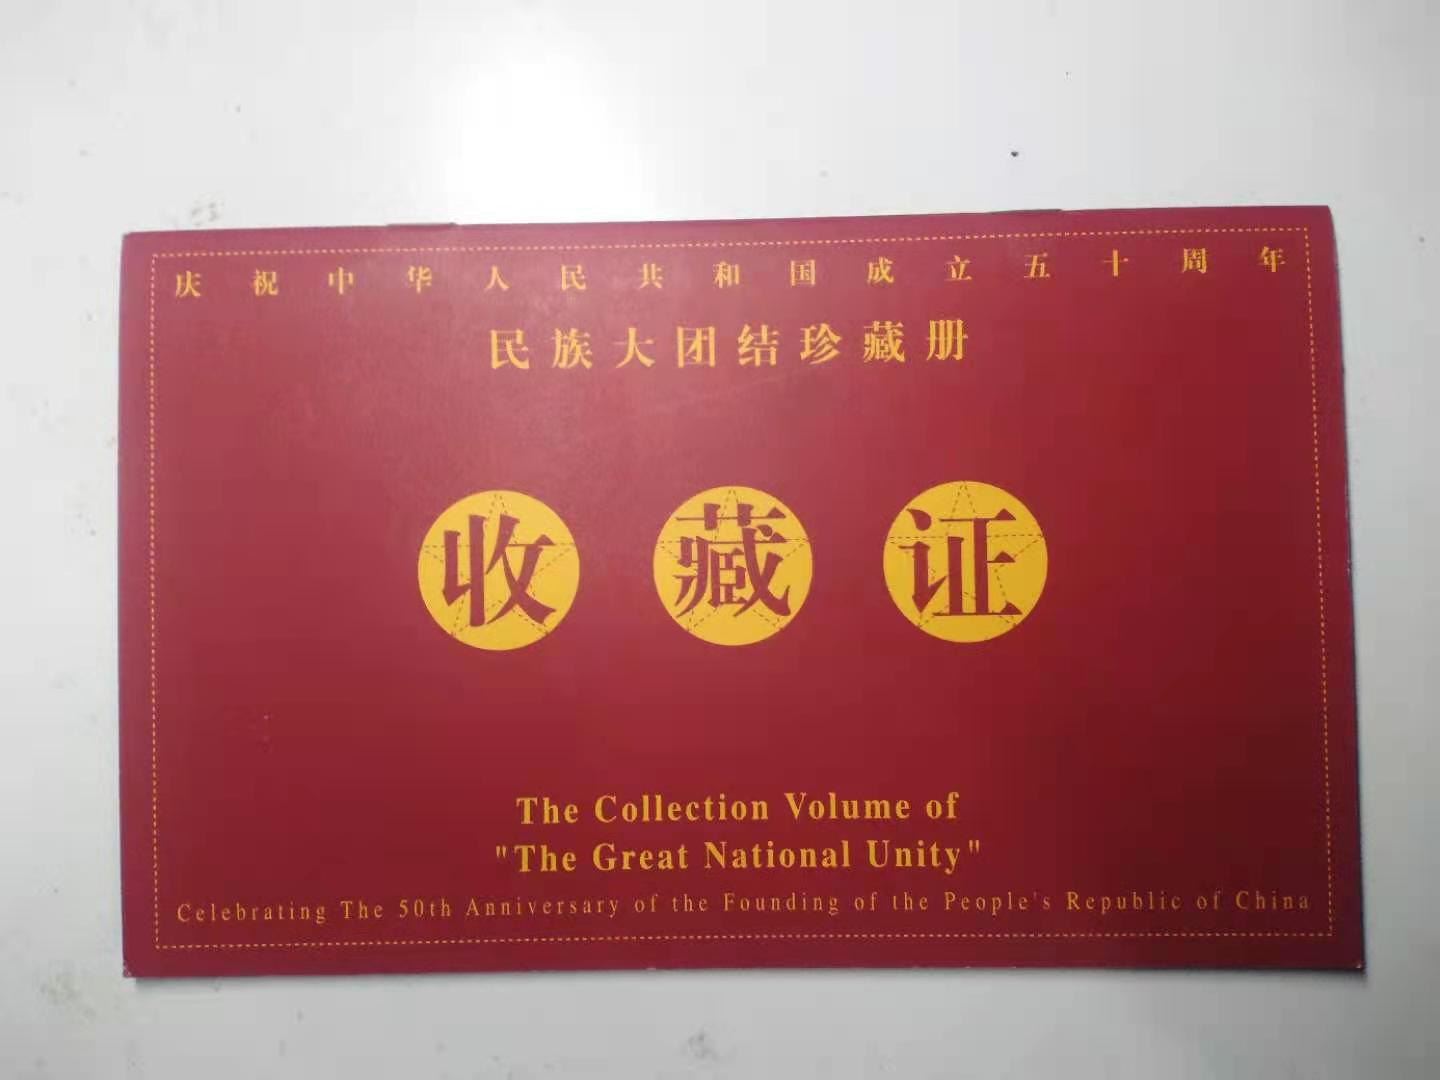 庆祝中华人民共和国成立五十周年
民族大团结珍藏册
收藏证
The Collection Volume of
"The Great National Unity"
Celebrating The 50th Anniversary of the Founding of the People's Republic of China